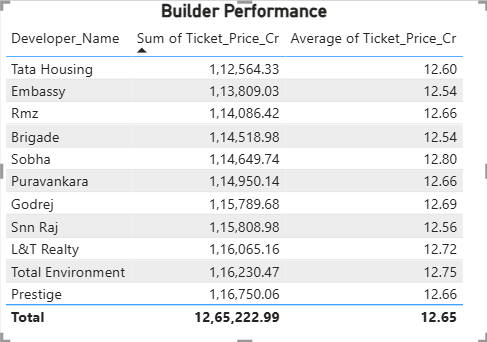 Builder Performance
Developer_Name Sum of Ticket_Price_Cr Average of Ticket_Price_Cr
Tata Housing 1,12,564.33 12.60
Embassy 1,13,809.03 12.54
Rmz 1,14,086.42 12.66
Brigade 1,14,518.98 12.54
Sobha 1,14,649.74 12.80
Puravankara 1,14,950.14 12.66
Godrej 1,15,789.68 12.69
Snn Raj 1,15,808.98 12.56
L&T Realty 1,16,065.16 12.72
Total Environment 1,16,230.47 12.75
Prestige 1,16,750.06 12.66
Total 12,65,222.99 12.65